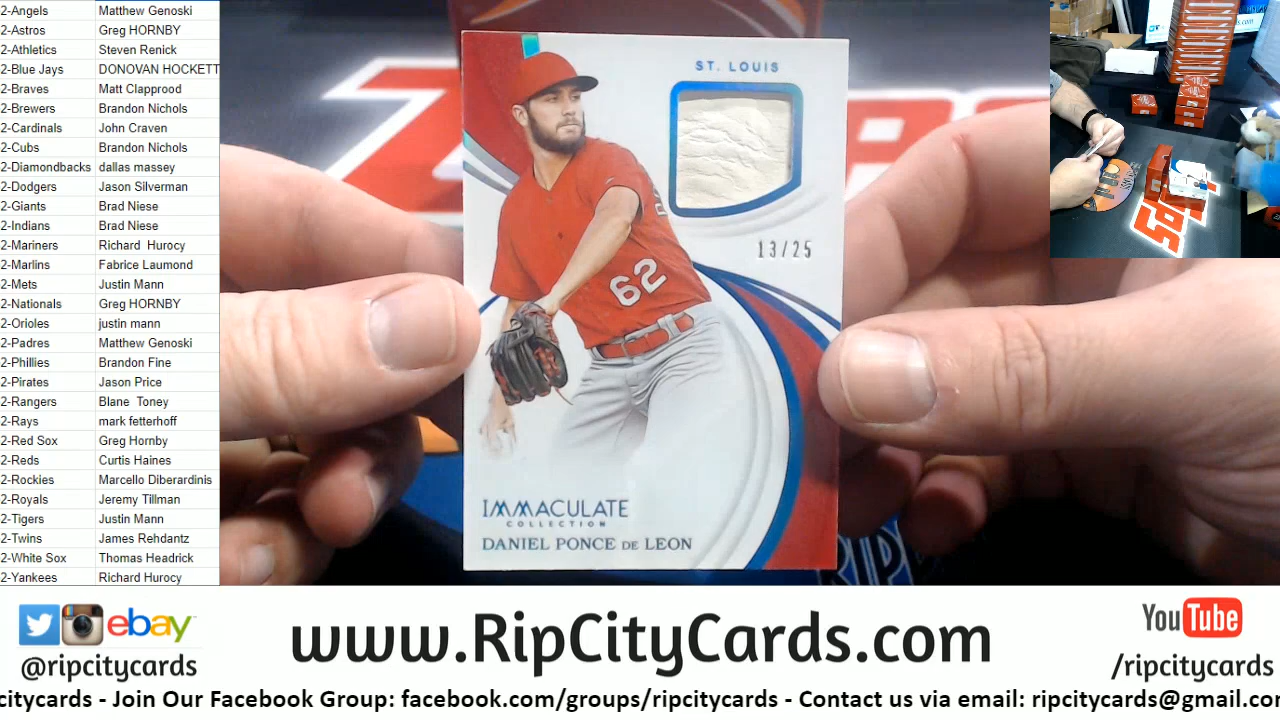 2-Angels Matthew Genoski
2-Astros Greg HORNBY
2-Athletics Steven Renick
2-Blue Jays DONOVAN HOCKETT
2-Braves Matt Clapprood
2-Brewers Brandon Nichols
2-Cardinals John Craven
2-Cubs Brandon Nichols
2-Diamondbacks dallas massey
2-Dodgers Jason Silverman
2-Giants Brad Niese
2-Indians Brad Niese
2-Mariners Richard Hurocy
2-Marlins Fabrice Laumond
2-Mets Justin Mann
2-Nationals Greg HORNBY
2-Orioles justin mann
2-Padres Matthew Genoski
2-Phillies Brandon Fine
2-Pirates Jason Price
2-Rangers Blane Toney
2-Rays mark fetterhoff
2-Red Sox Greg Hornby
2-Reds Curtis Haines
2-Rockies Marcello Diberardinis
2-Royals Jeremy Tillman
2-Tigers Justin Mann
2-Twins James Rehdantz
2-White Sox Thomas Headrick
2-Yankees Richard Hurocy
ST. LOUIS
13/25
62
IMMACULATE
COLLECTION
DANIEL PONCE DE LEON
RIP
ebay
@ripcitycards
www.RipCityCards.com
YouTube
/ripcitycards
citycards - Join Our Facebook Group: facebook.com/groups/ripcitycards - Contact us via email: ripcitycards@gmail.con